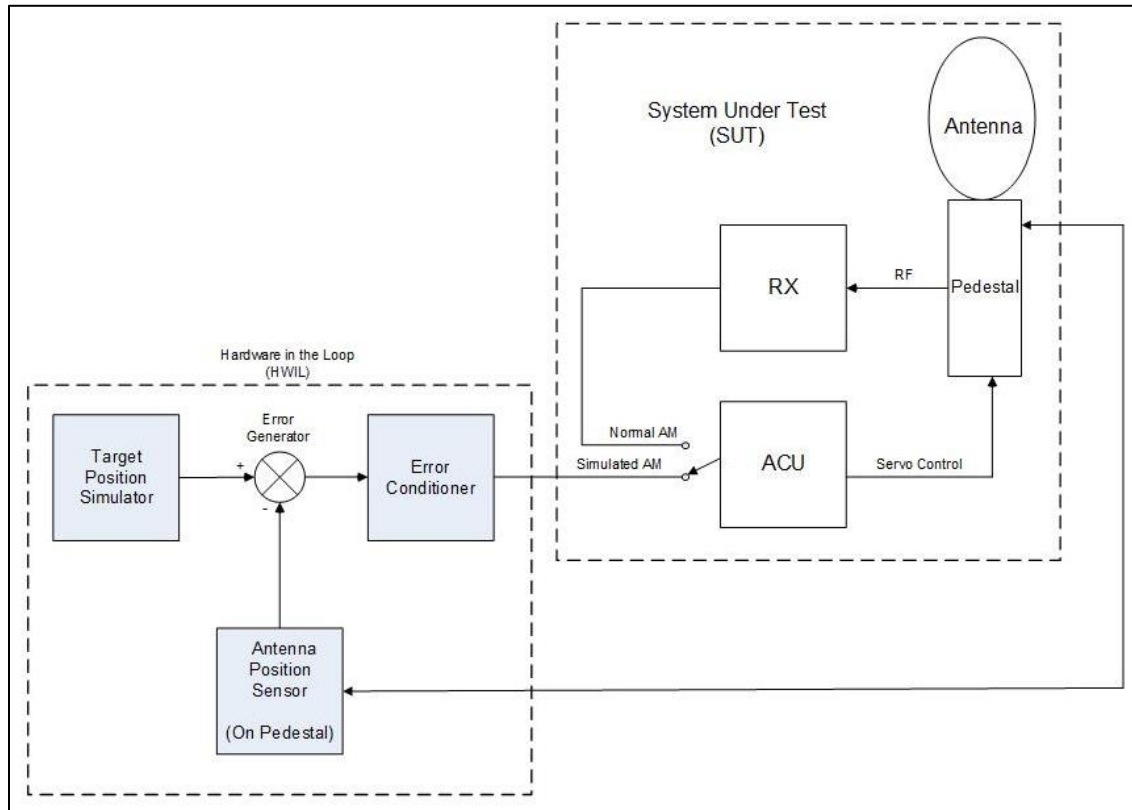 System Under Test
(SUT)
Antenna
RX
RF
Pedestal
Hardware in the Loop
(HWIL)
Target
Position
Simulator
Error
Generator
+
-
Error
Conditioner
Normal AM
Simulated AM
ACU
Servo Control
Antenna
Position
Sensor
(On Pedestal)